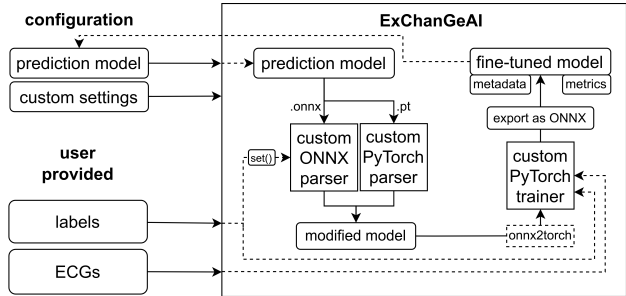 configuration
ExChanGeAI
prediction model
prediction model
fine-tuned model
metadata
metrics
custom settings
.onnx
.pt
export as ONNX
custom
ONNX
parser
custom
PyTorch
parser
custom
PyTorch
trainer
set()
user
provided
labels
modified model
onnx2torch
ECGs